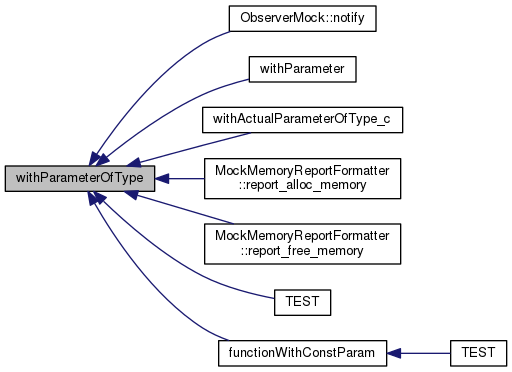 ObserverMock::notify
withParameter
withActualParameterOfType_c
withParameterOfType
MockMemoryReportFormatter
::report_alloc_memory
MockMemoryReportFormatter
::report_free_memory
TEST
functionWithConstParam
TEST